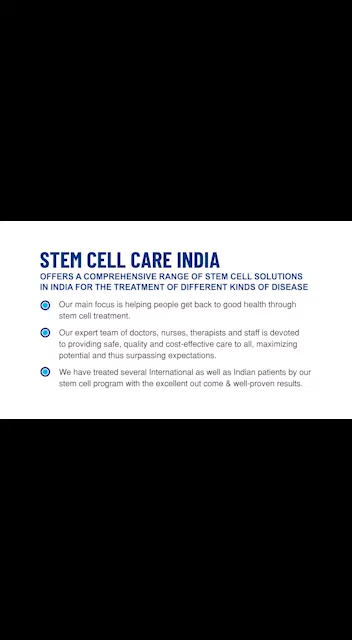 STEM CELL CARE INDIA
OFFERS A COMPREHENSIVE RANGE OF STEM CELL SOLUTIONS
IN INDIA FOR THE TREATMENT OF DIFFERENT KINDS OF DISEASE
Our main focus is helping people get back to good health through
stem cell treatment.
Our expert team of doctors, nurses, therapists and staff is devoted
to providing safe, quality and cost-effective care to all, maximizing
potential and thus surpassing expectations.
We have treated several International as well as Indian patients by our
stem cell program with the excellent out come & well-proven results.